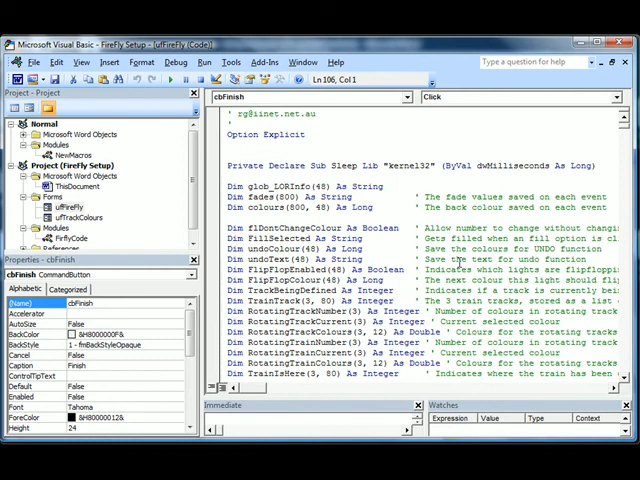 Microsoft Visual Basic - FireFly Setup - [ufFireFly (Code)]
File Edit View Insert Format Debug Run Tools Add-Ins Window Help
Type a question for help
Ln 106, Col 1
Project - Project
Normal
Microsoft Word Objects
Modules
NewMacros
Project (FireFly Setup)
Microsoft Word Objects
ThisDocument
Forms
ufFireFly
ufTrackColours
Modules
FirflyCode
References
Properties - cbFinish
cbFinish CommandButton
Alphabetic Categorized
(Name) cbFinish
Accelerator
AutoSize False
BackColor &H8000000F&
BackStyle 1 - fmBackStyleOpaque
Cancel False
Caption Finish
ControlTipText
Default False
Enabled False
Font Tahoma
ForeColor &H80000012&
Height 24
cbFinish Click
' rg@iinet.net.au
'
Option Explicit
Private Declare Sub Sleep Lib "kernel32" (ByVal dwMilliseconds As Long)
Dim glob_LORInfo(48) As String
Dim fades(800) As String ' The fade values saved on each event
Dim colours(800, 48) As Long ' The back colour saved on each event
Dim flDontChangeColour As Boolean ' Allow number to change without changin
Dim FillSelected As String ' Gets filled when an fill option is cl
Dim undoColour(48) As Long ' Save the colours for UNDO function
Dim undoText(48) As String ' Save the text for undo function
Dim FlipFlopEnabled(48) As Boolean ' Indicates which lights are flipflopp
Dim FlipFlopColour(48) As Long ' The next colour this light should flip
Dim TrackBeingDefined As Integer ' Indicates if a track is currently bei
Dim TrainTrack(3, 80) As Integer ' The 3 train tracks, stored as a list o
Dim RotatingTrackNumber(3) As Integer ' Number of colours in rotating
Dim RotatingTrackCurrent(3) As Integer ' Current selected colour
Dim RotatingTrackColours(3, 12) As Double ' Colours for the rotating tracks
Dim RotatingTrainNumber(3) As Integer ' Number of colours in rotating
Dim RotatingTrainCurrent(3) As Integer ' Current selected colour
Dim RotatingTrainColours(3, 12) As Long ' Colours for the rotating tracks
Dim TrainIsHere(3, 80) As Integer ' Indicates where the train has been
Immediate
Watches
Expression Value Type Context